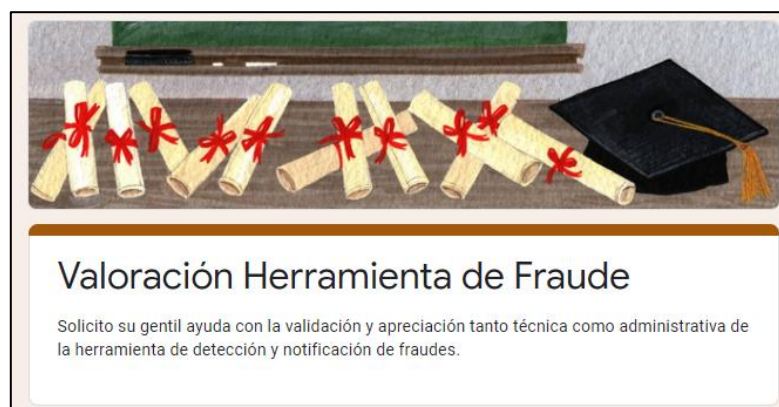 Valoración Herramienta de Fraude
Solicito su gentil ayuda con la validación y apreciación tanto técnica como administrativa de
la herramienta de detección y notificación de fraudes.